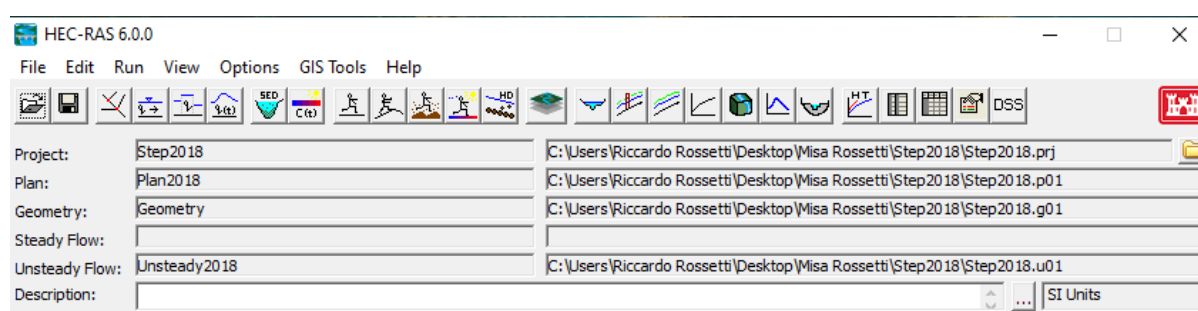 HEC-RAS 6.0.0
File Edit Run View Options GIS Tools Help
SED C(t) HD HT DSS
Project: Step2018 C:\Users\Riccardo Rossetti\Desktop\Misa Rossetti\Step2018\Step2018.prj
Plan: Plan2018 C:\Users\Riccardo Rossetti\Desktop\Misa Rossetti\Step2018\Step2018.p01
Geometry: Geometry C:\Users\Riccardo Rossetti\Desktop\Misa Rossetti\Step2018\Step2018.g01
Steady Flow:
Unsteady Flow: Unsteady2018 C:\Users\Riccardo Rossetti\Desktop\Misa Rossetti\Step2018\Step2018.u01
Description: ... SI Units